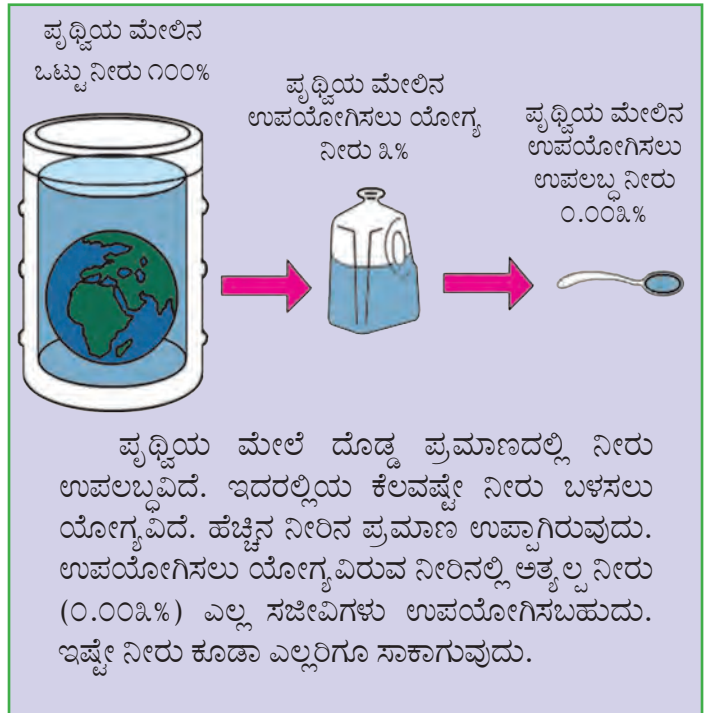 ಪೃಥ್ವಿಯ ಮೇಲಿನ
ಒಟ್ಟು ನೀರು ೧೦೦%
ಪೃಥ್ವಿಯ ಮೇಲಿನ
ಉಪಯೋಗಿಸಲು ಯೋಗ್ಯ
ನೀರು ೩%
ಪೃಥ್ವಿಯ ಮೇಲಿನ
ಉಪಯೋಗಿಸಲು
ಉಪಲಬ್ಧ ನೀರು
೦.೦೦೩%
ಪೃಥ್ವಿಯ ಮೇಲೆ ದೊಡ್ಡ ಪ್ರಮಾಣದಲ್ಲಿ ನೀರು
ಉಪಲಬ್ಧವಿದೆ. ಇದರಲ್ಲಿಯ ಕೆಲವಷ್ಟೇ ನೀರು ಬಳಸಲು
ಯೋಗ್ಯವಿದೆ. ಹೆಚ್ಚಿನ ನೀರಿನ ಪ್ರಮಾಣ ಉಪ್ಪಾಗಿರುವುದು.
ಉಪಯೋಗಿಸಲು ಯೋಗ್ಯವಿರುವ ನೀರಿನಲ್ಲಿ ಅತ್ಯಲ್ಪ ನೀರು
(೦.೦೦೩%) ಎಲ್ಲ ಸಜೀವಿಗಳು ಉಪಯೋಗಿಸಬಹುದು.
ಇಷ್ಟೇ ನೀರು ಕೂಡಾ ಎಲ್ಲರಿಗೂ ಸಾಕಾಗುವುದು.